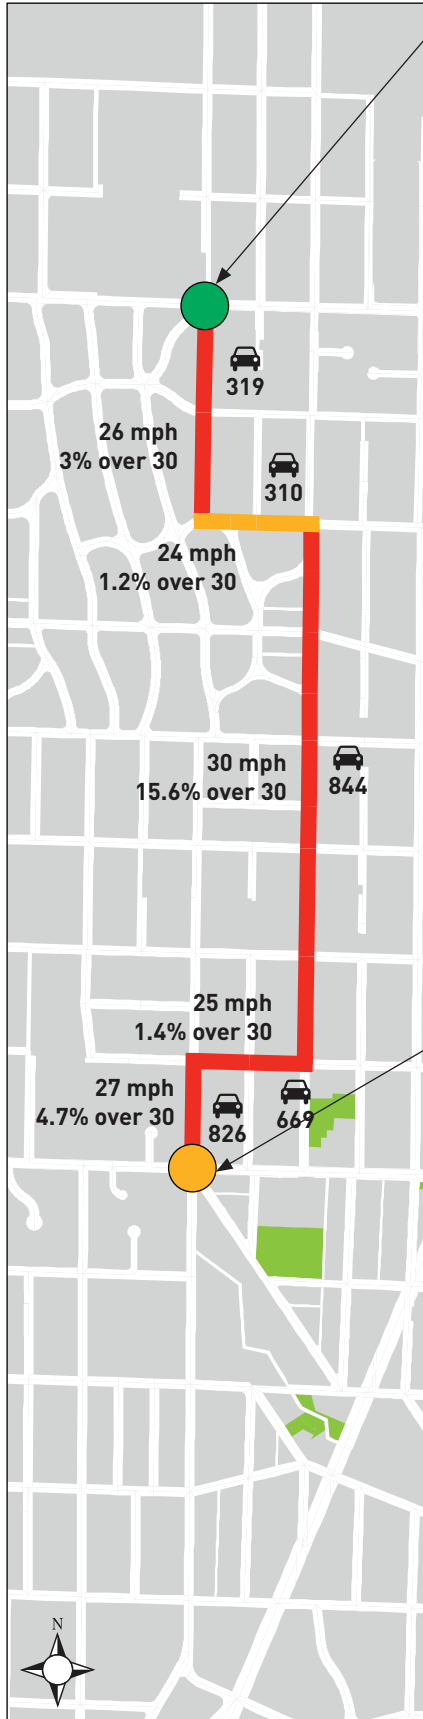 319
26 mph
3% over 30
310
24 mph
1.2% over 30
30 mph
15.6% over 30
844
25 mph
1.4% over 30
27 mph
4.7% over 30
826
669
N